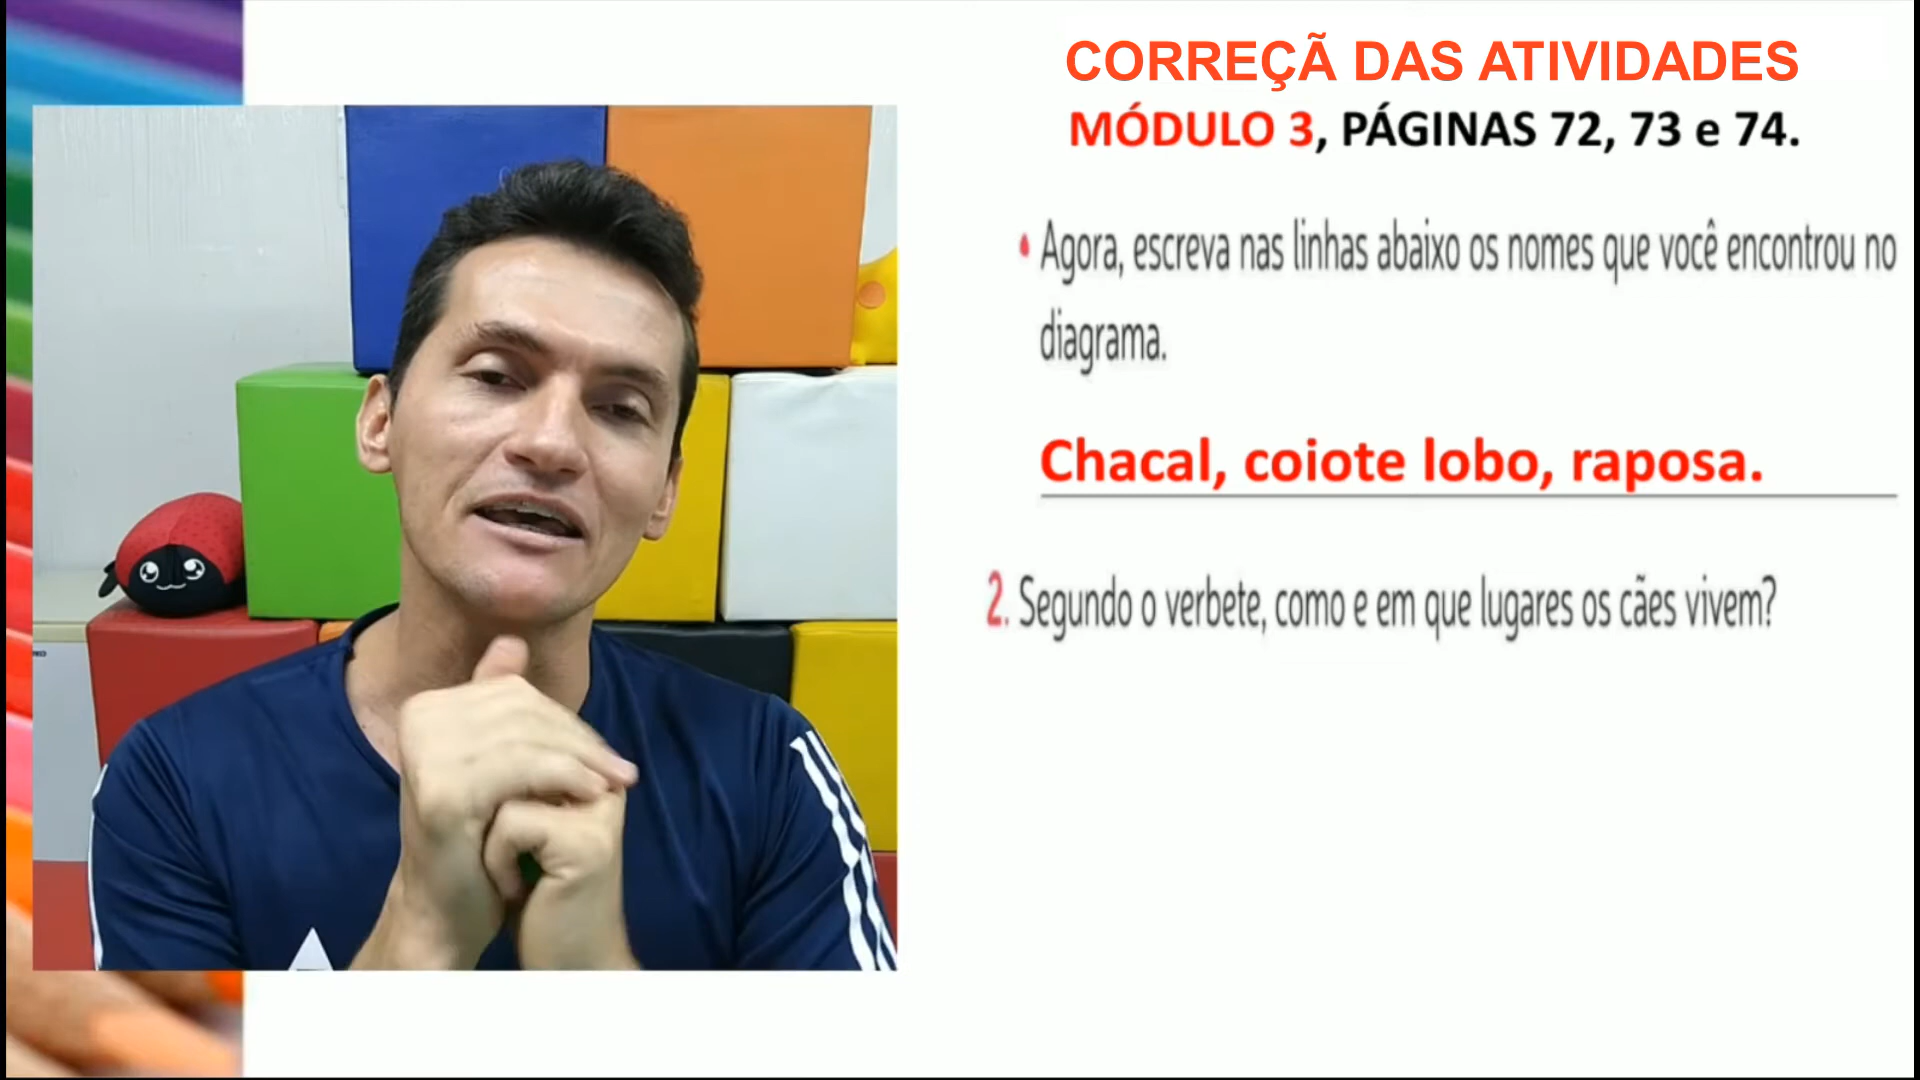 CORREÇÃ DAS ATIVIDADES
MÓDULO 3, PÁGINAS 72, 73 e 74.
• Agora, escreva nas linhas abaixo os nomes que você encontrou no
diagrama.
Chacal, coiote lobo, raposa.
2. Segundo o verbete, como e em que lugares os cães vivem?